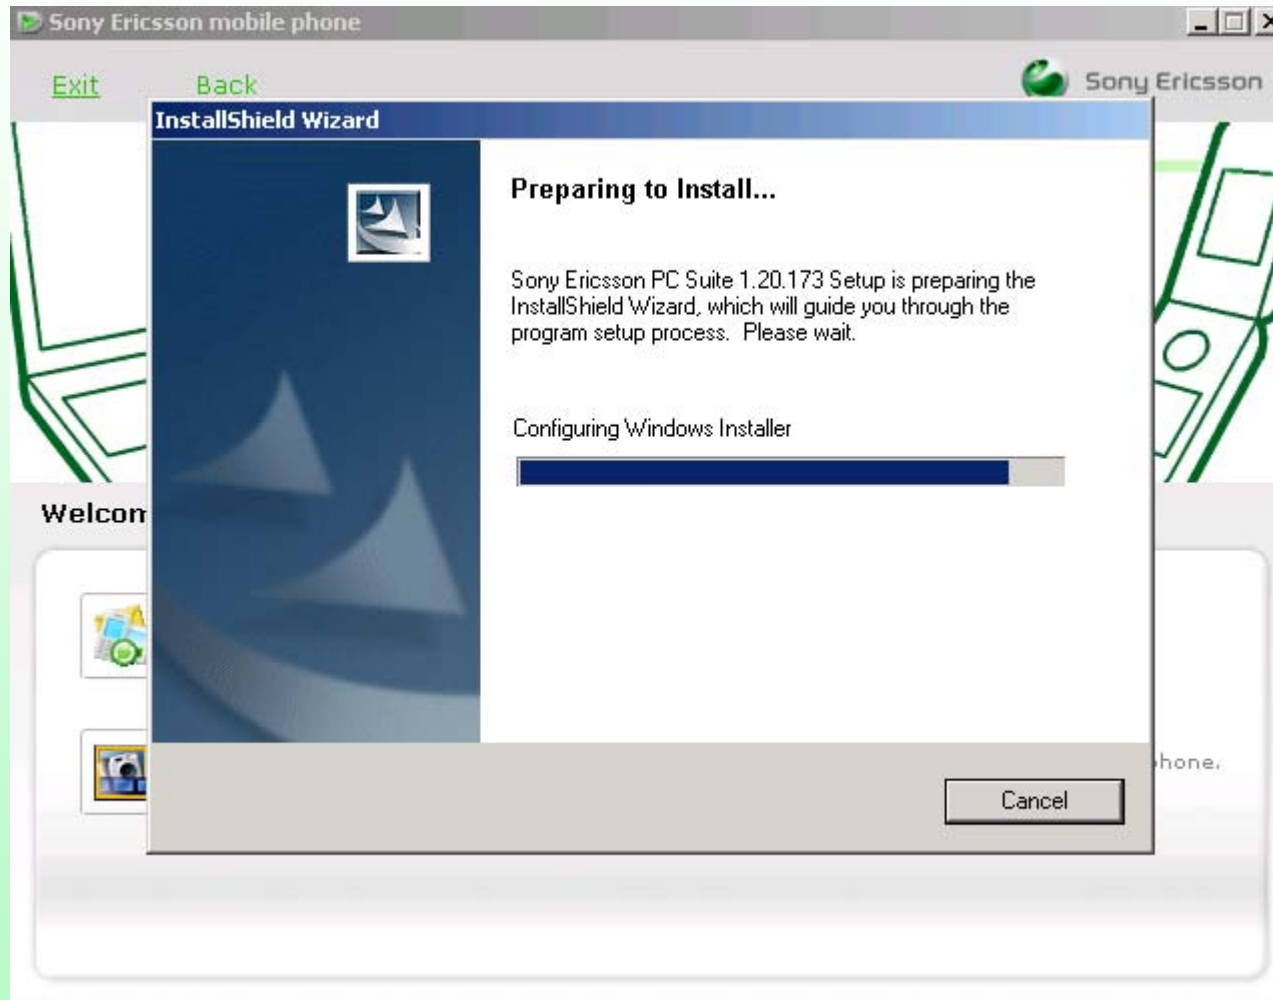 Sony Ericsson mobile phone
Exit Back
Sony Ericsson
InstallShield Wizard
Preparing to Install...
Sony Ericsson PC Suite 1.20.173 Setup is preparing the
InstallShield Wizard, which will guide you through the
program setup process. Please wait.
Configuring Windows Installer
Cancel